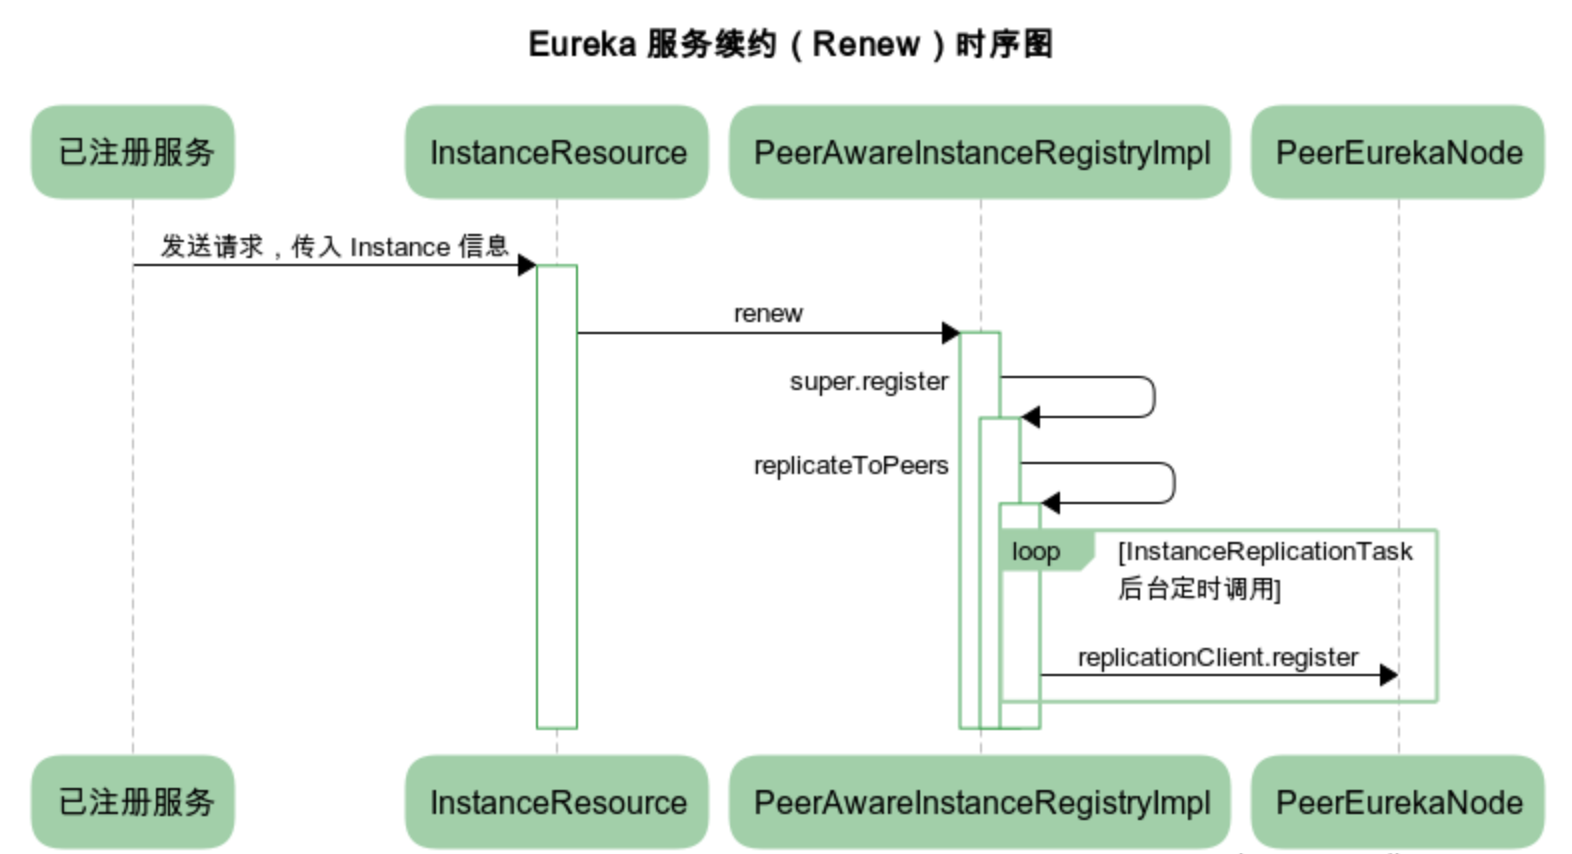 Eureka 服务续约（Renew）时序图
已注册服务
InstanceResource
PeerAwareInstanceRegistryImpl
PeerEurekaNode
发送请求，传入 Instance 信息
renew
super.register
replicateToPeers
loop
[InstanceReplicationTask
后台定时调用]
replicationClient.register
已注册服务
InstanceResource
PeerAwareInstanceRegistryImpl
PeerEurekaNode